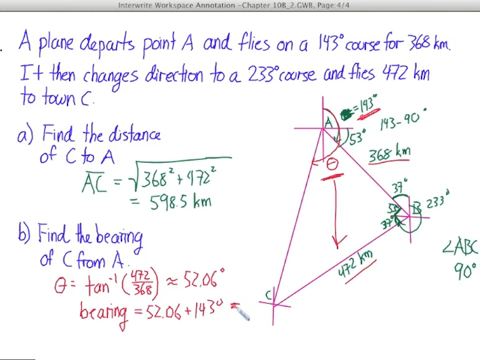 Interwrite Workspace Annotation - Chapter 10B_2.GWB, Page 4/4
A plane departs point A and flies on a 143° course for 368 km.
It then changes direction to a 233° course and flies 472 km
to town C.
a) Find the distance
of C to A
AC = √368² + 472²
= 598.5 km
b) Find the bearing
of C from A.
θ = tan⁻¹ (472/368) ≈ 52.06°
bearing = 52.06 + 143° =
=143°
A
143-90°
53°
θ
368 km
37°
B
233°
53°
37°
∠ABC
90°
472 km
C